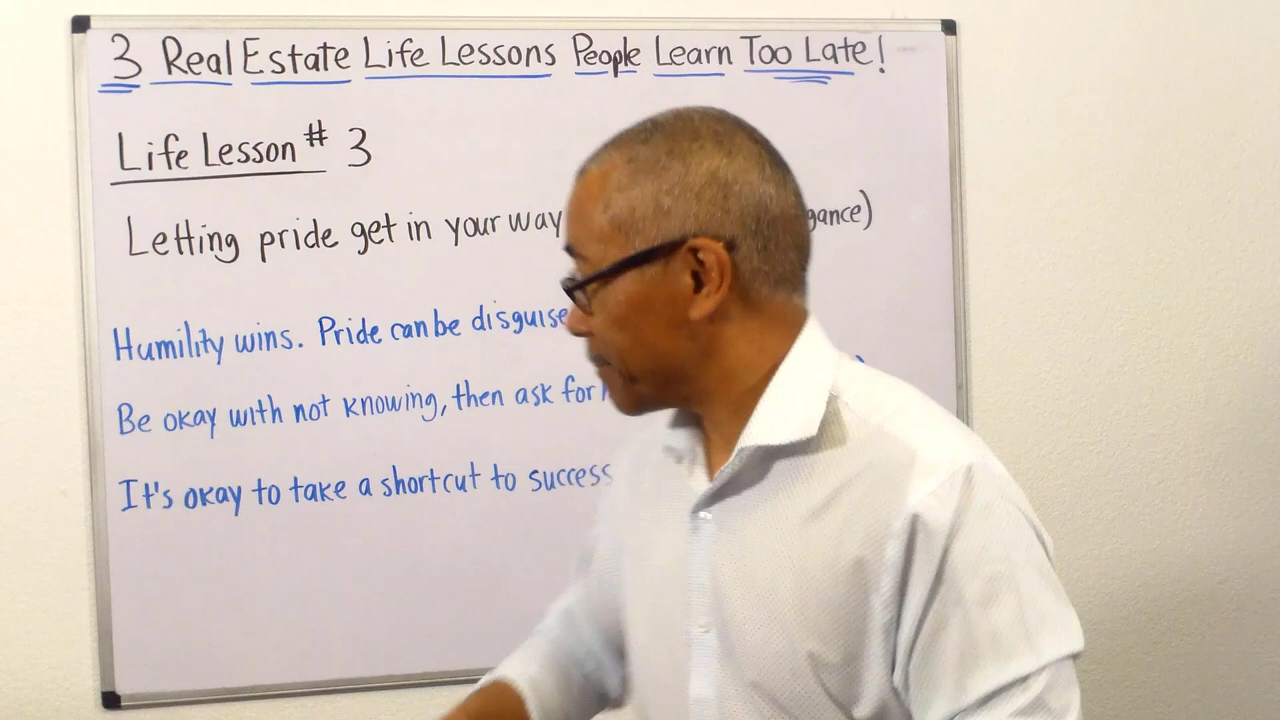 3 Real Estate Life Lessons People Learn Too Late!
Life Lesson # 3
Letting pride get in your way
Humility wins. Pride can be
Be okay with not knowing, then ask for
It's okay to take a shortcut to success